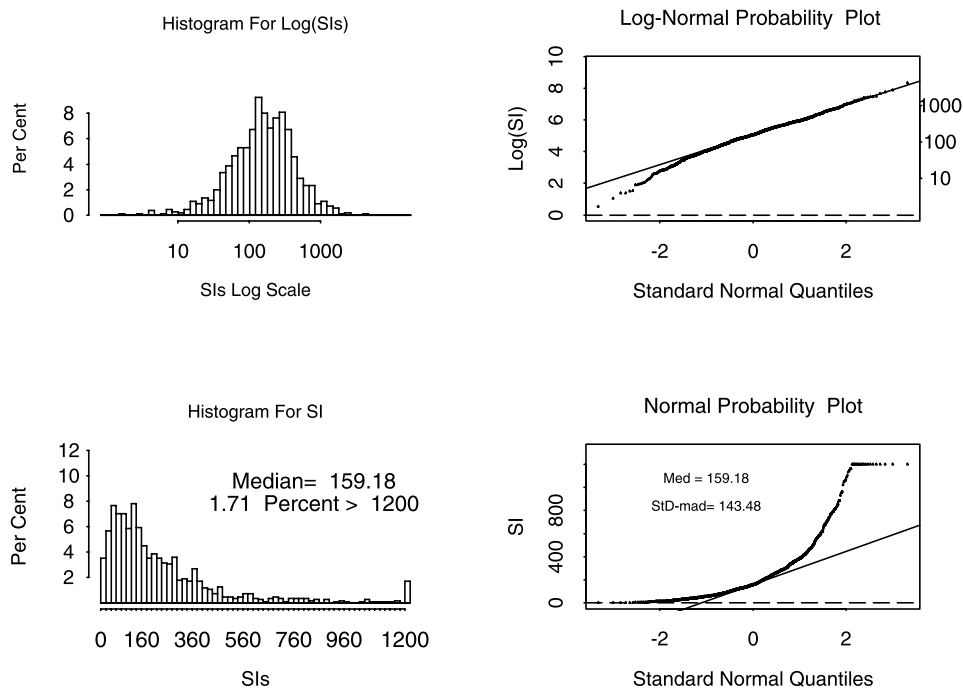 Histogram For Log(SIs)
Per Cent
8
6
4
2
0
10 100 1000
SIs Log Scale
Log-Normal Probability Plot
Log(SI)
10
8
6
4
2
0
1000
100
10
-2 0 2
Standard Normal Quantiles
Histogram For SI
Per Cent
12
10
8
6
4
2
Median= 159.18
1.71 Percent > 1200
0 160 360 560 760 960 1200
SIs
Normal Probability Plot
SI
800
400
0
Med = 159.18
StD-mad= 143.48
-2 0 2
Standard Normal Quantiles